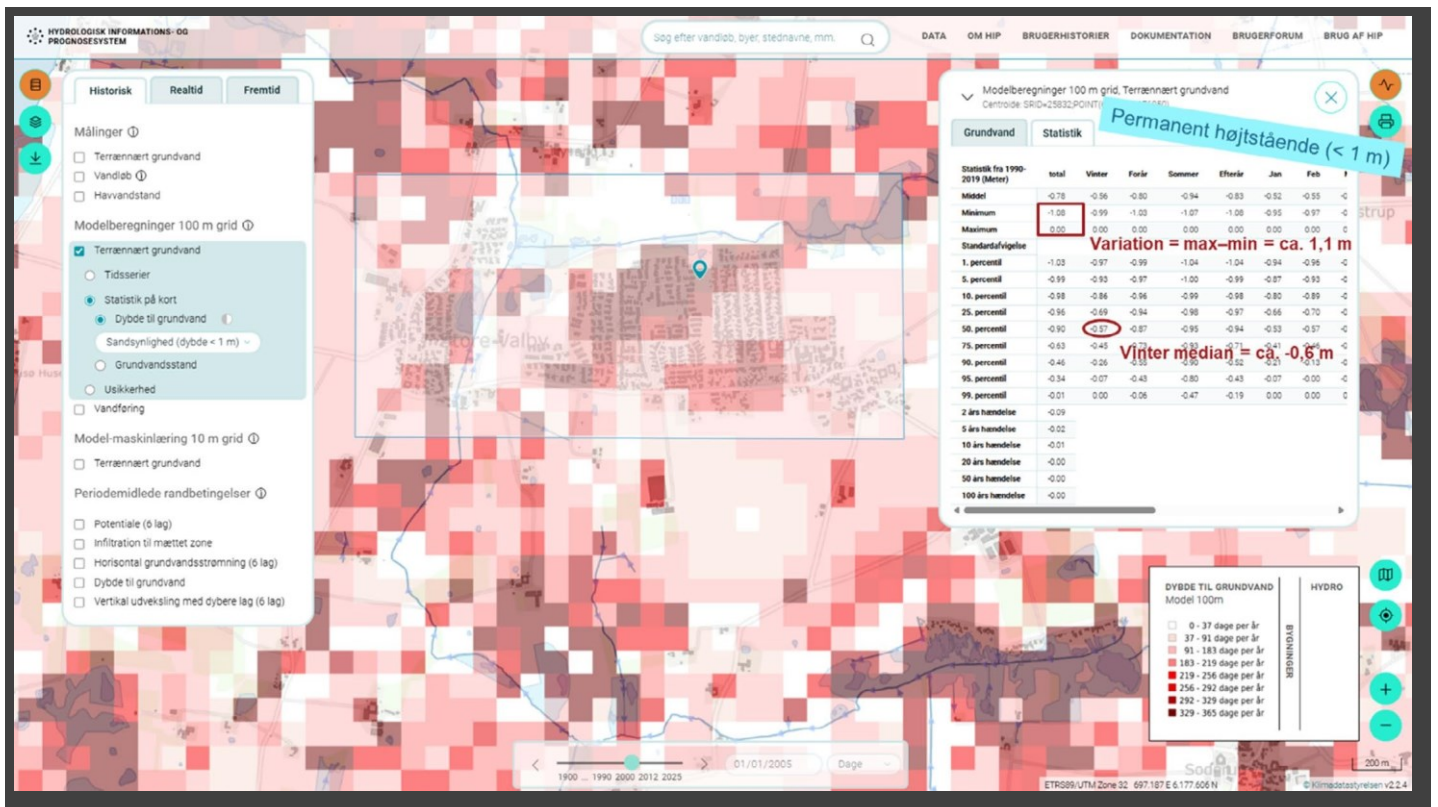 HYDROLOGISK INFORMATIONS- OG
PROGNOSESYSTEM
Søg efter vandløb, byer, stednavne, mm.
DATA OM HIP BRUGERHISTORIER DOKUMENTATION BRUGERFORUM BRUG AF HIP
Historisk Realtid Fremtid
Målinger
Terrænnært grundvand
Vandløb
Havvandstand
Modelberegninger 100 m grid
Terrænnært grundvand
Tidsserier
Statistik på kort
Dybde til grundvand
Sandsynlighed (dybde < 1 m)
Grundvandsstand
Usikkerhed
Vandføring
Model-maskinlæring 10 m grid
Terrænnært grundvand
Periodemidlede randbetingelser
Potentiale (6 lag)
Infiltration til mættet zone
Horisontal grundvandsstrømning (6 lag)
Dybde til grundvand
Vertikal udveksling med dybere lag (6 lag)
Modelberegninger 100 m grid, Terrænnært grundvand
Centroide: SRID=25832;POINT(
Permanent højtstående (< 1 m)
Grundvand Statistik
Statistik fra 1990-
2019 (Meter) total Vinter Forår Sommer Efterår Jan Feb
Middel -0.78 -0.56 -0.80 -0.94 -0.83 -0.52 -0.55
Minimum -1.08 -0.99 -1.03 -1.07 -1.08 -0.95 -0.97
Maximum 0.00 0.00 0.00 0.00 0.00 0.00 0.00
Standardafvigelse
Variation = max–min = ca. 1,1 m
1. percentil -1.03 -0.97 -0.99 -1.04 -1.04 -0.94 -0.96
5. percentil -0.99 -0.93 -0.97 -1.00 -0.99 -0.87 -0.93
10. percentil -0.98 -0.86 -0.96 -0.99 -0.98 -0.80 -0.89
25. percentil -0.96 -0.69 -0.94 -0.98 -0.97 -0.66 -0.70
50. percentil -0.90 -0.57 -0.87 -0.95 -0.94 -0.53 -0.57
75. percentil -0.63 -0.45
Vinter median = ca. -0,6 m
90. percentil -0.46 -0.26
95. percentil -0.34 -0.07 -0.43 -0.80 -0.43 -0.07 -0.00
99. percentil -0.01 0.00 -0.06 -0.47 -0.19 0.00 0.00
2 års hændelse -0.09
5 års hændelse -0.02
10 års hændelse -0.01
20 års hændelse -0.00
50 års hændelse -0.00
100 års hændelse -0.00
Store-Valby
DYBDE TIL GRUNDVAND
Model 100m
0 - 37 dage per år
37 - 91 dage per år
91 - 183 dage per år
183 - 219 dage per år
219 - 256 dage per år
256 - 292 dage per år
292 - 329 dage per år
329 - 365 dage per år
BYGNINGER
HYDRO
01/01/2005 Dage
1900 ... 1990 2000 2012 2025
200 m
ETRS89/UTM Zone 32 697.187 E 6.177.606 N © Klimadatastyrelsen v2.2.4